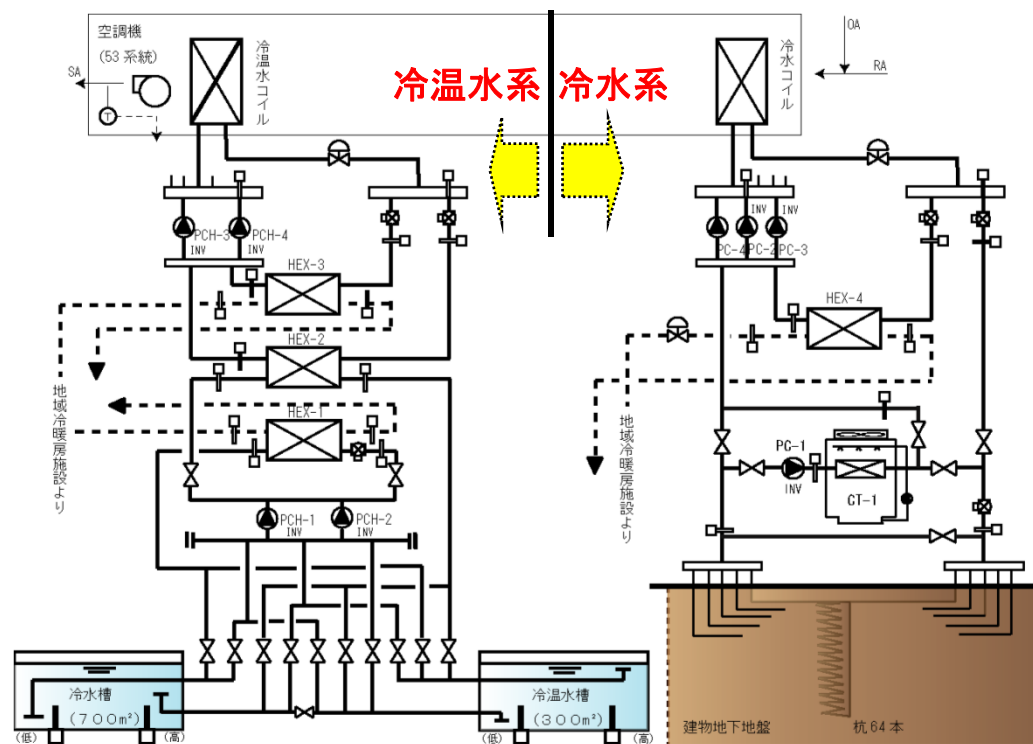 空調機
(53 系統)
SA
T
冷温水コイル
冷温水系
冷水系
冷水コイル
OA
RA
PCH-3
INV
PCH-4
INV
HEX-3
HEX-2
HEX-1
地域冷暖房施設より
PCH-1
INV
PCH-2
INV
冷水槽
(700m²)
(低)
(高)
冷温水槽
(300m²)
(低)
(高)
INV
INV
PC-4
PC-2
PC-3
HEX-4
地域冷暖房施設より
PC-1
INV
CT-1
建物地下地盤
杭64本